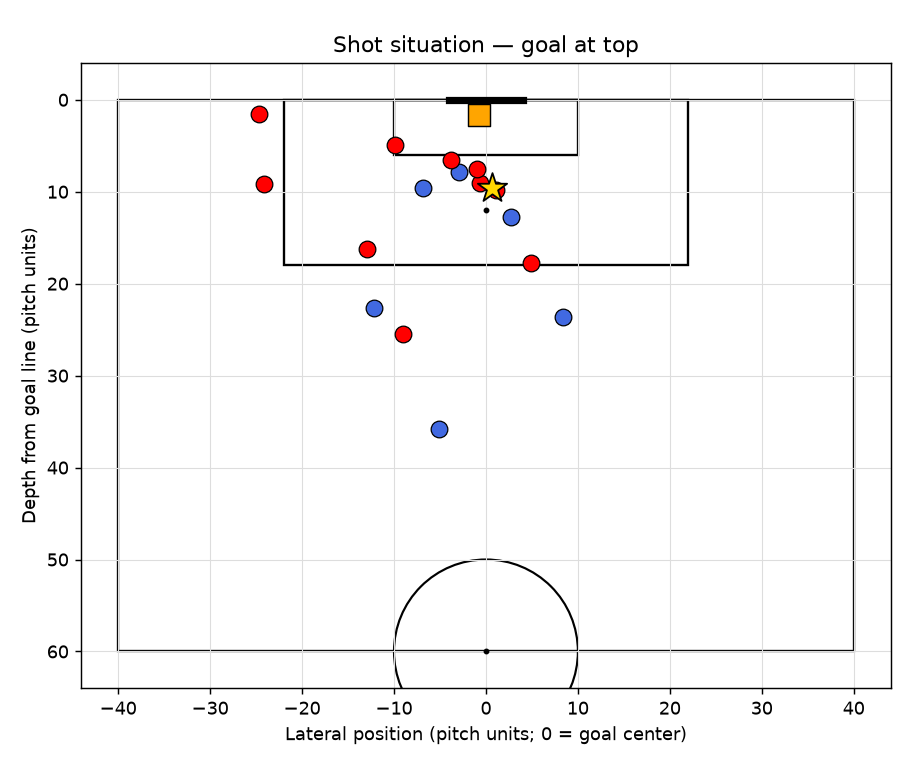 Shot situation — goal at top
0
10
20
30
40
50
60
Depth from goal line (pitch units)
−40 −30 −20 −10 0 10 20 30 40
Lateral position (pitch units; 0 = goal center)